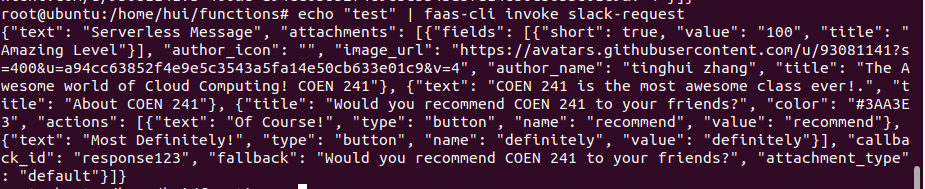 root@ubuntu:/home/hui/functions# echo "test" | faas-cli invoke slack-request
{"text": "Serverless Message", "attachments": [{"fields": [{"short": true, "value": "100", "title": "
Amazing Level"}], "author_icon": "", "image_url": "https://avatars.githubusercontent.com/u/93081141?s
=400&u=a94cc63852f4e9e5c3543a5fa14e50cb633e01c9&v=4", "author_name": "tinghui zhang", "title": "The A
wesome world of Cloud Computing! COEN 241"}, {"text": "COEN 241 is the most awesome class ever!.", "t
itle": "About COEN 241"}, {"title": "Would you recommend COEN 241 to your friends?", "color": "#3AA3E
3", "actions": [{"text": "Of Course!", "type": "button", "name": "recommend", "value": "recommend"},
{"text": "Most Definitely!", "type": "button", "name": "definitely", "value": "definitely"}], "callba
ck_id": "response123", "fallback": "Would you recommend COEN 241 to your friends?", "attachment_type"
: "default"}]}